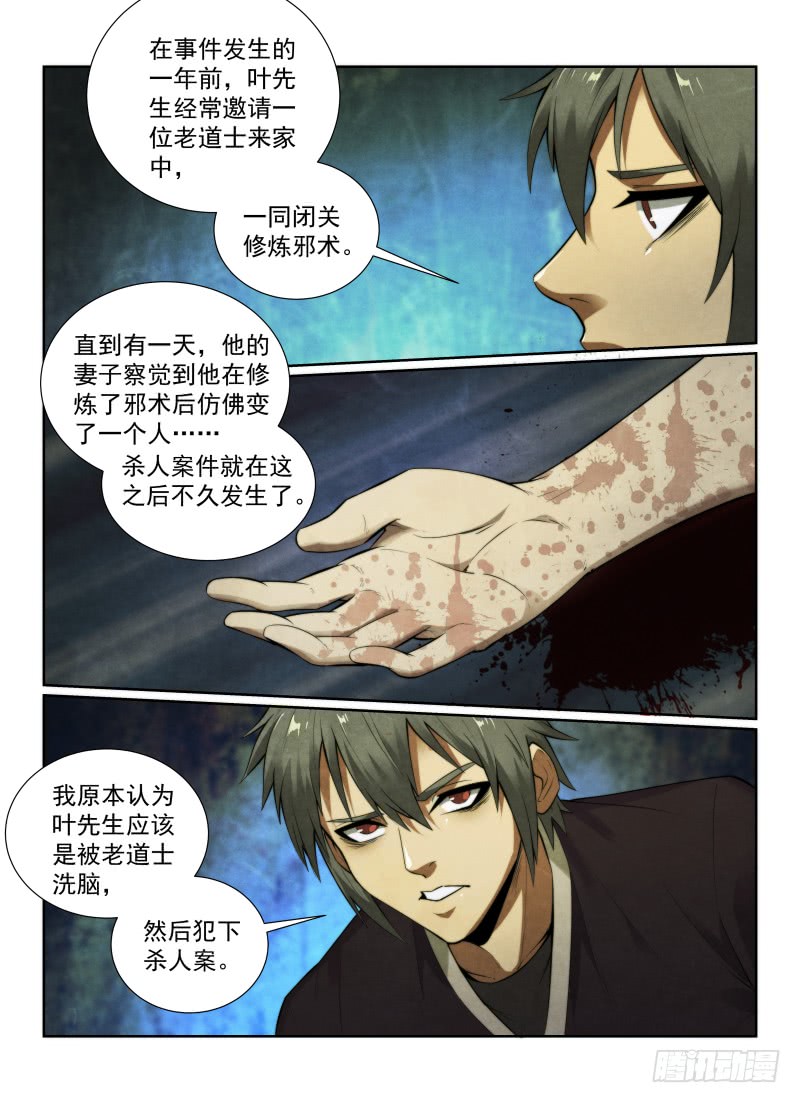 在事件发生的
一年前，叶先
生经常邀请一
位老道士来家
中，
一同闭关
修炼邪术。
直到有一天，他的
妻子察觉到他在修
炼了邪术后仿佛变
了一个人……
杀人案件就在这
之后不久发生了。
我原本认为
叶先生应该
是被老道士
洗脑，
然后犯下
杀人案。
腾讯动漫